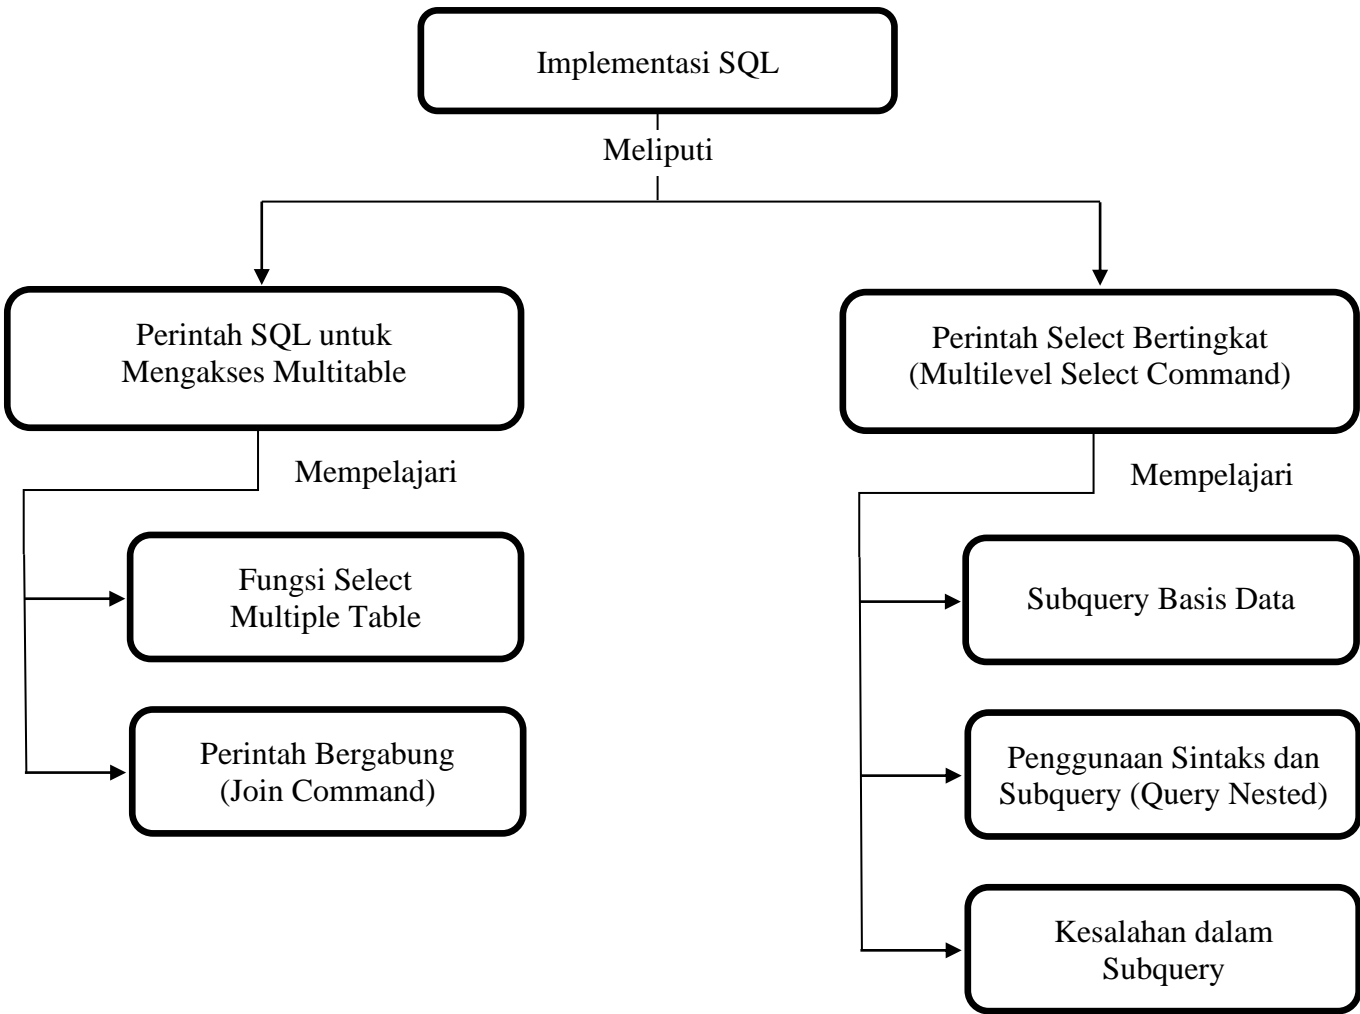 Implementasi SQL
Meliputi
Perintah SQL untuk
Mengakses Multitable
Mempelajari
Fungsi Select
Multiple Table
Perintah Bergabung
(Join Command)
Perintah Select Bertingkat
(Multilevel Select Command)
Mempelajari
Subquery Basis Data
Penggunaan Sintaks dan
Subquery (Query Nested)
Kesalahan dalam
Subquery